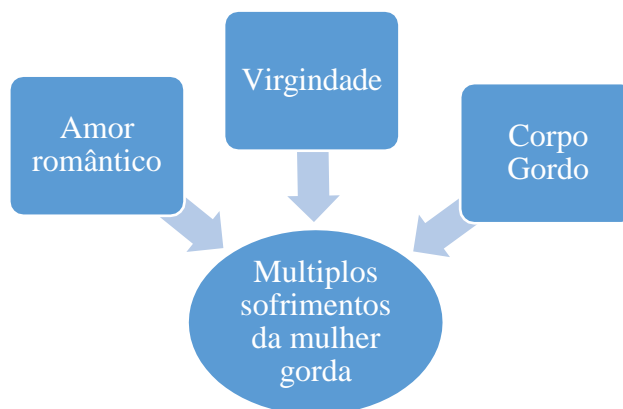 Amor
romântico
Virgindade
Corpo
Gordo
Multiplos
sofrimentos
da mulher
gorda